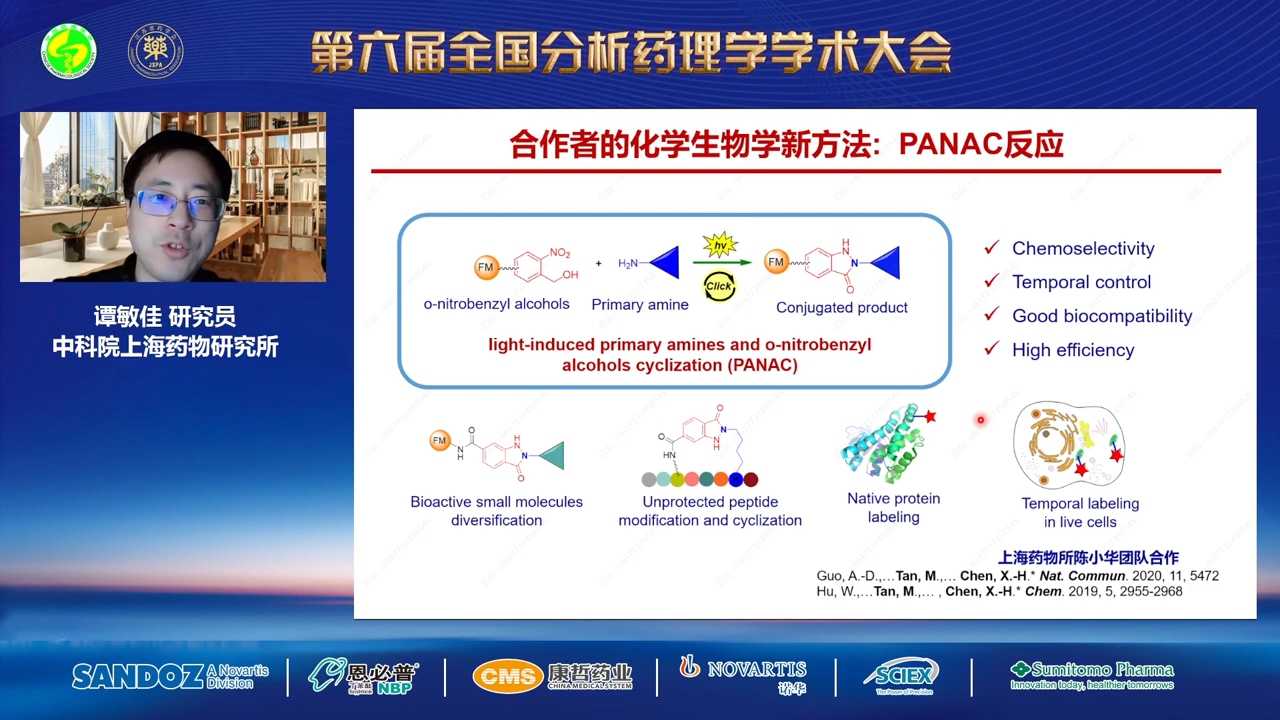 第六届全国分析药理学学术大会
JSPA
谭敏佳 研究员
中科院上海药物研究所
合作者的化学生物学新方法: PANAC反应
FM
NO₂
OH
+
H₂N
hv
Click
FM
H
N
N
O
o-nitrobenzyl alcohols
Primary amine
Conjugated product
light-induced primary amines and o-nitrobenzyl
alcohols cyclization (PANAC)
✓ Chemoselectivity
✓ Temporal control
✓ Good biocompatibility
✓ High efficiency
FM
N
H
O
H
N
N
O
O
HN
O
N
NH
Bioactive small molecules
diversification
Unprotected peptide
modification and cyclization
Native protein
labeling
Temporal labeling
in live cells
上海药物所陈小华团队合作
Guo, A.-D.,…Tan, M.,… Chen, X.-H.* Nat. Commun. 2020, 11, 5472
Hu, W.,…Tan, M.,… , Chen, X.-H.* Chem. 2019, 5, 2955-2968
SANDOZ A Novartis
Division
恩必普®
NBP
CMS 康哲药业
CHINA MEDICAL SYSTEM
NOVARTIS
诺华
SCIEX
The Power of Precision
Sumitomo Pharma
Innovation today, healthier tomorrows